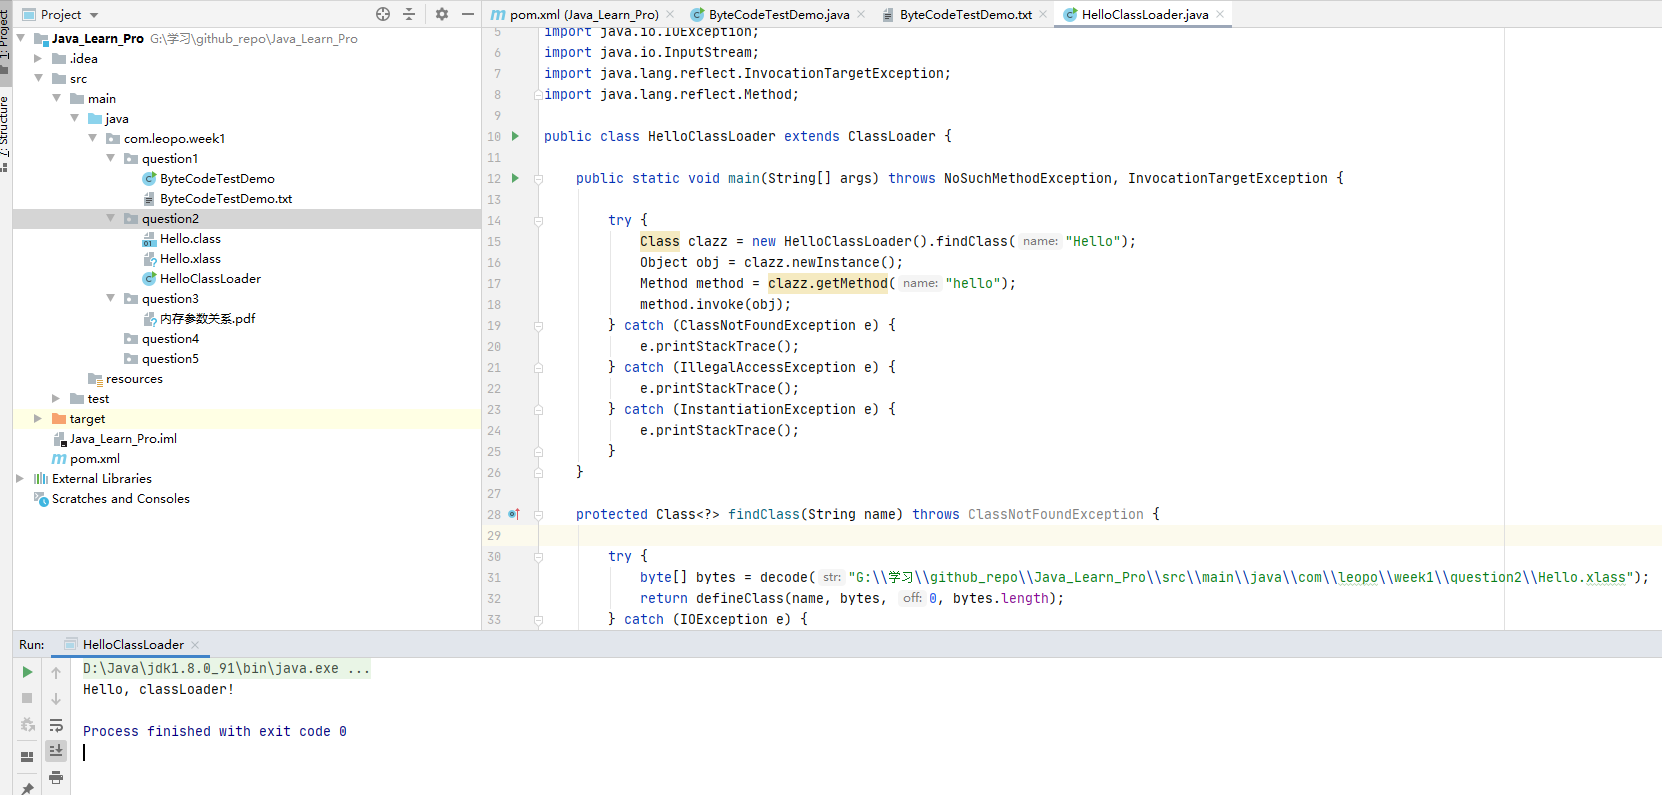 Project
pom.xml (Java_Learn_Pro)
ByteCodeTestDemo.java
ByteCodeTestDemo.txt
HelloClassLoader.java
1: Project
7: Structure
Java_Learn_Pro G:\学习\github_repo\Java_Learn_Pro
.idea
src
main
java
com.leopo.week1
question1
ByteCodeTestDemo
ByteCodeTestDemo.txt
question2
Hello.class
Hello.xlass
HelloClassLoader
question3
内存参数关系.pdf
question4
question5
resources
test
target
Java_Learn_Pro.iml
pom.xml
External Libraries
Scratches and Consoles
5 import java.io.IOException;
6 import java.io.InputStream;
7 import java.lang.reflect.InvocationTargetException;
8 import java.lang.reflect.Method;
9
10 public class HelloClassLoader extends ClassLoader {
11
12 public static void main(String[] args) throws NoSuchMethodException, InvocationTargetException {
13
14 try {
15 Class clazz = new HelloClassLoader().findClass( name: "Hello");
16 Object obj = clazz.newInstance();
17 Method method = clazz.getMethod( name: "hello");
18 method.invoke(obj);
19 } catch (ClassNotFoundException e) {
20 e.printStackTrace();
21 } catch (IllegalAccessException e) {
22 e.printStackTrace();
23 } catch (InstantiationException e) {
24 e.printStackTrace();
25 }
26 }
27
28 protected Class<?> findClass(String name) throws ClassNotFoundException {
29
30 try {
31 byte[] bytes = decode( str: "G:\\学习\\github_repo\\Java_Learn_Pro\\src\\main\\java\\com\\leopo\\week1\\question2\\Hello.xlass");
32 return defineClass(name, bytes, off: 0, bytes.length);
33 } catch (IOException e) {
Run: HelloClassLoader
D:\Java\jdk1.8.0_91\bin\java.exe ...
Hello, classLoader!
Process finished with exit code 0